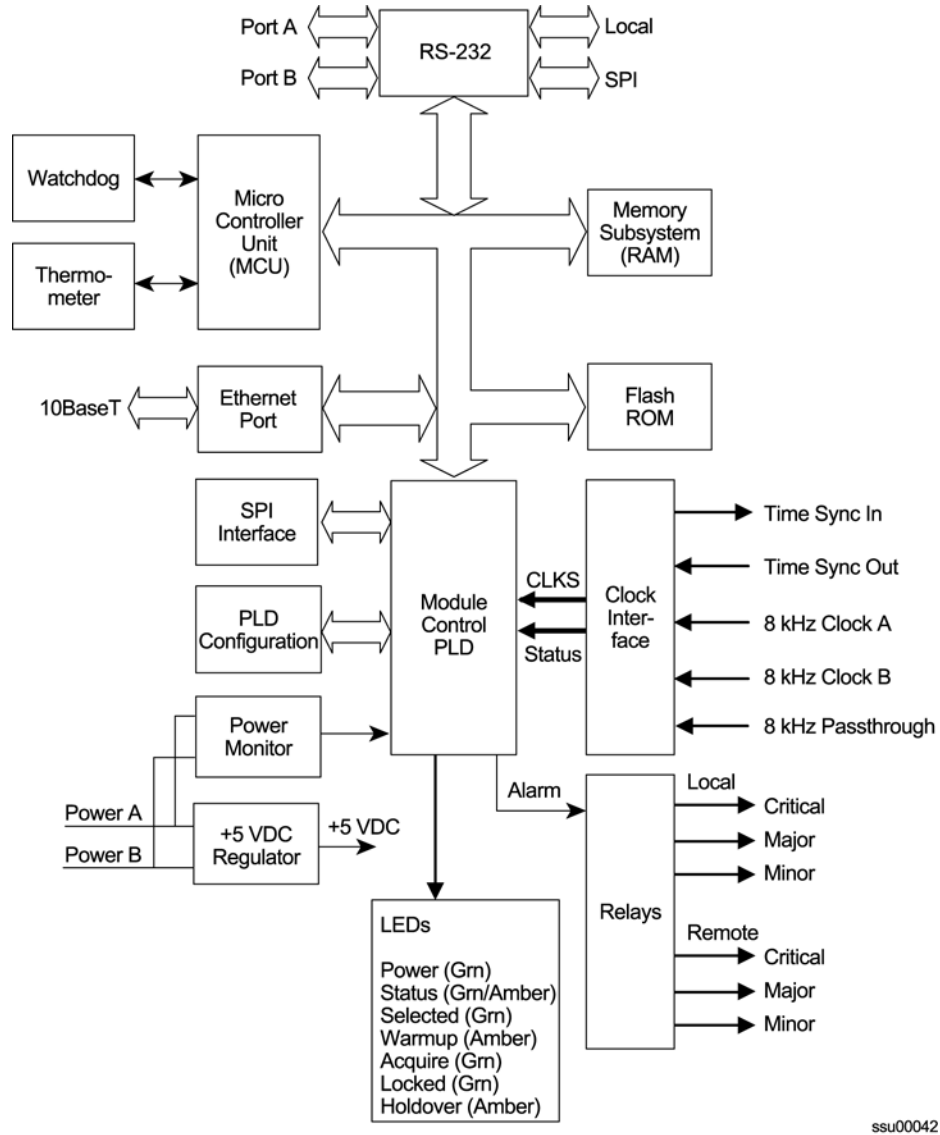 Port A
Local
RS-232
Port B
SPI
Watchdog
Micro
Controller
Unit
(MCU)
Memory
Subsystem
(RAM)
Thermo-
meter
10BaseT
Ethernet
Port
Flash
ROM
SPI
Interface
PLD
Configuration
Module
Control
PLD
CLKS
Status
Clock
Inter-
face
Time Sync In
Time Sync Out
8 kHz Clock A
8 kHz Clock B
8 kHz Passthrough
Power
Monitor
Power A
Power B
+5 VDC
Regulator
+5 VDC
Alarm
Relays
Local
Critical
Major
Minor
Remote
Critical
Major
Minor
LEDs
Power (Grn)
Status (Grn/Amber)
Selected (Grn)
Warmup (Amber)
Acquire (Grn)
Locked (Grn)
Holdover (Amber)
ssu00042